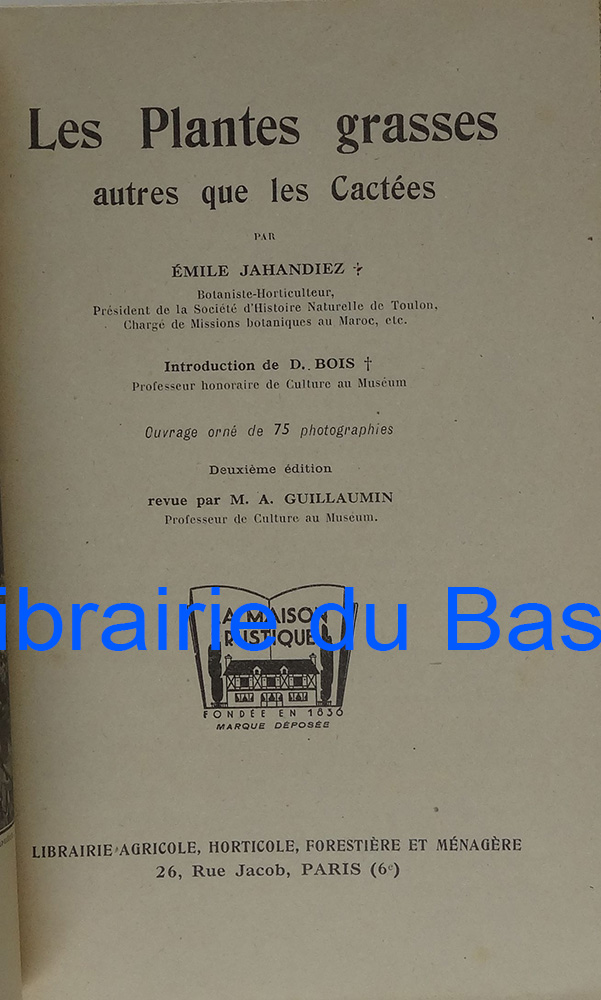 Les Plantes grasses
autres que les Cactées
PAR
ÉMILE JAHANDIEZ †
Botaniste-Horticulteur,
Président de la Société d'Histoire Naturelle de Toulon,
Chargé de Missions botaniques au Maroc, etc.
Introduction de D. BOIS †
Professeur honoraire de Culture au Muséum
Ouvrage orné de 75 photographies
Deuxième édition
revue par M. A. GUILLAUMIN
Professeur de Culture au Muséum.
LA MAISON
RUSTIQUE
ibrairie du Bas
FONDÉE EN 1836
MARQUE DÉPOSÉE
LIBRAIRIE AGRICOLE, HORTICOLE, FORESTIÈRE ET MÉNAGÈRE
26, Rue Jacob, PARIS (6e)